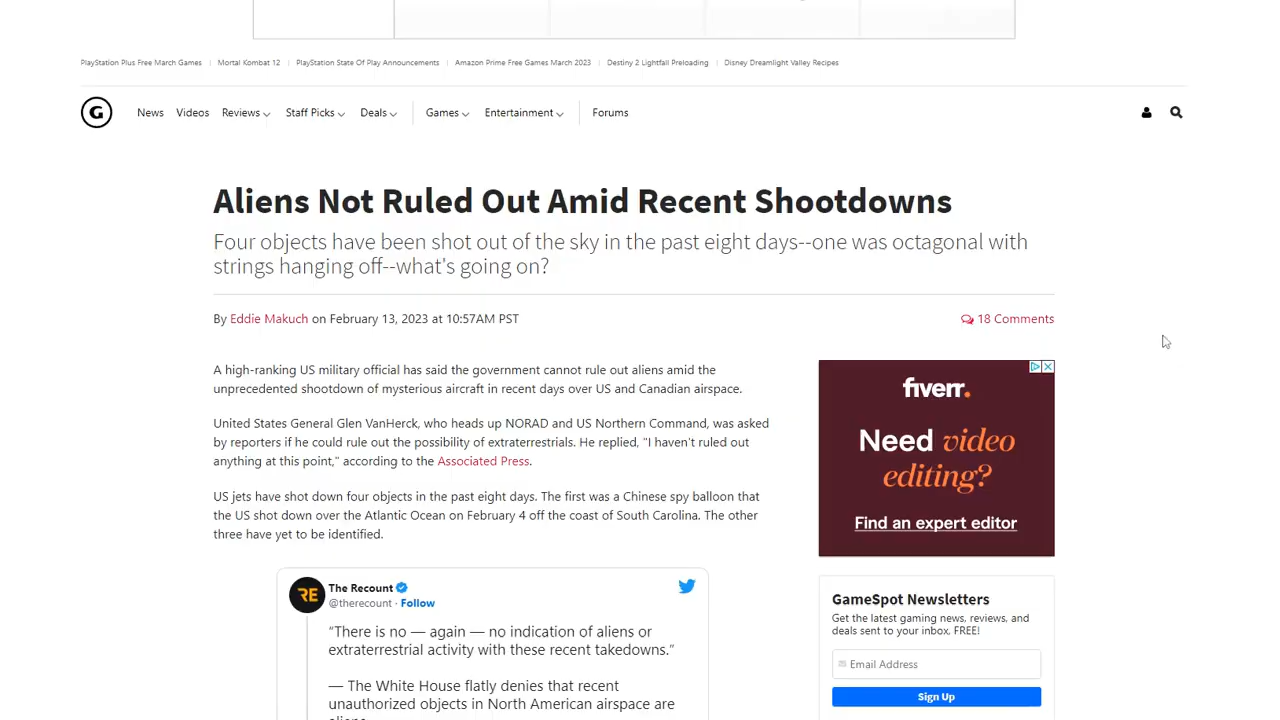 PlayStation Plus Free March Games
Mortal Kombat 12
PlayStation State Of Play Announcements
Amazon Prime Free Games March 2023
Destiny 2 Lightfall Preloading
Disney Dreamlight Valley Recipes
G
News
Videos
Reviews
Staff Picks
Deals
Games
Entertainment
Forums
Aliens Not Ruled Out Amid Recent Shootdowns
Four objects have been shot out of the sky in the past eight days--one was octagonal with
strings hanging off--what's going on?
By Eddie Makuch on February 13, 2023 at 10:57AM PST
18 Comments
A high-ranking US military official has said the government cannot rule out aliens amid the
unprecedented shootdown of mysterious aircraft in recent days over US and Canadian airspace.
United States General Glen VanHerck, who heads up NORAD and US Northern Command, was asked
by reporters if he could rule out the possibility of extraterrestrials. He replied, "I haven't ruled out
anything at this point," according to the Associated Press.
US jets have shot down four objects in the past eight days. The first was a Chinese spy balloon that
the US shot down over the Atlantic Ocean on February 4 off the coast of South Carolina. The other
three have yet to be identified.
RE
The Recount
@therecount · Follow
“There is no — again — no indication of aliens or
extraterrestrial activity with these recent takedowns.”
— The White House flatly denies that recent
unauthorized objects in North American airspace are
aliens
fiverr.
Need video
editing?
Find an expert editor
GameSpot Newsletters
Get the latest gaming news, reviews, and
deals sent to your inbox, FREE!
Email Address
Sign Up